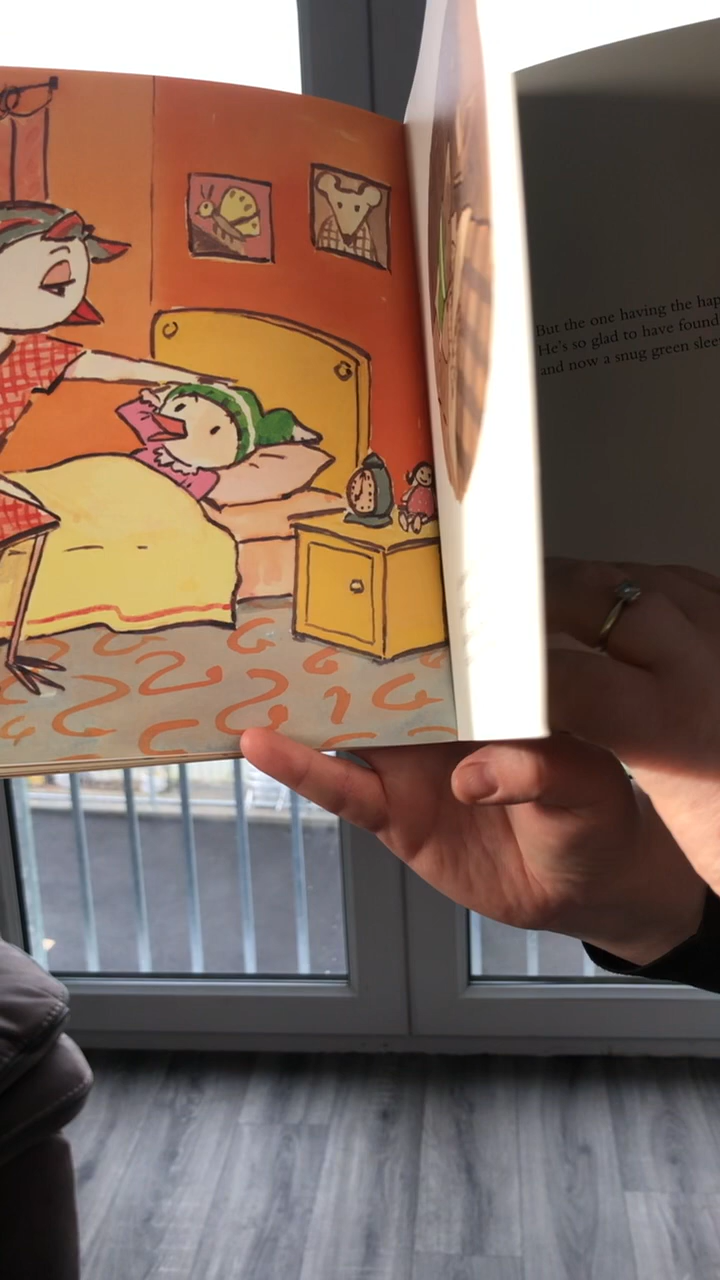 But the one having the hap
He's so glad to have found
and now a snug green slee